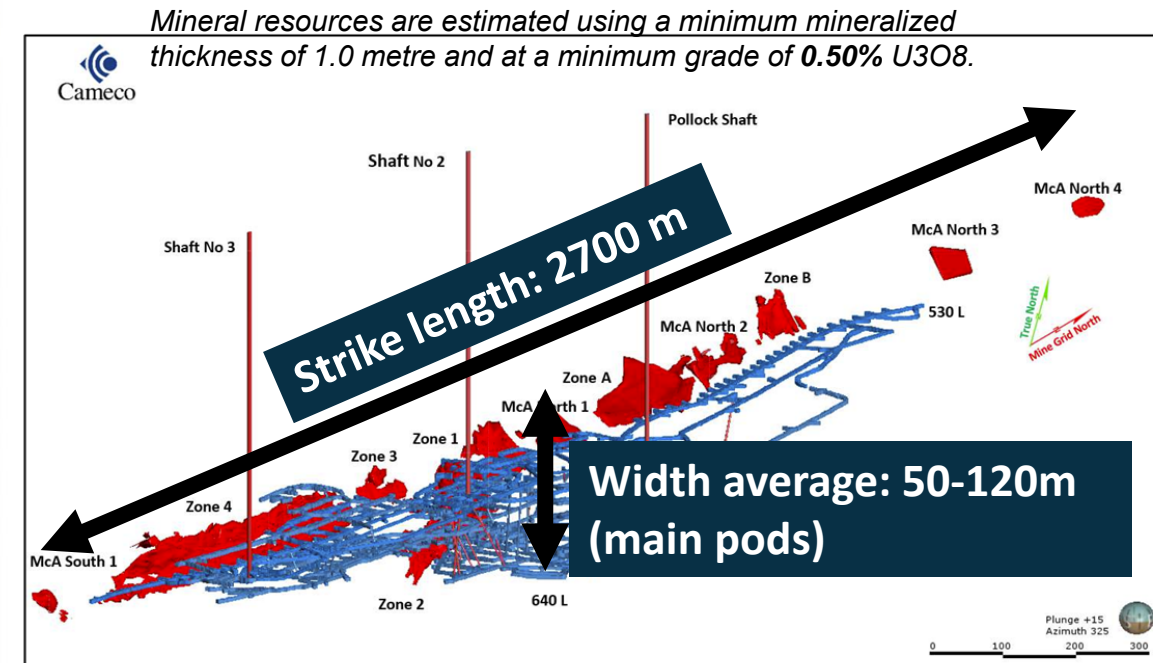 Mineral resources are estimated using a minimum mineralized
thickness of 1.0 metre and at a minimum grade of 0.50% U3O8.
Cameco
Pollock Shaft
Shaft No 2
Shaft No 3
McA North 4
McA North 3
Strike length: 2700 m
Zone B
True North
Mine Grid North
530 L
McA North 2
Zone A
McA North 1
Zone 1
Zone 3
Width average: 50-120m
(main pods)
Zone 4
McA South 1
Zone 2
640 L
Plunge +15
Azimuth 325
0 100 200 300